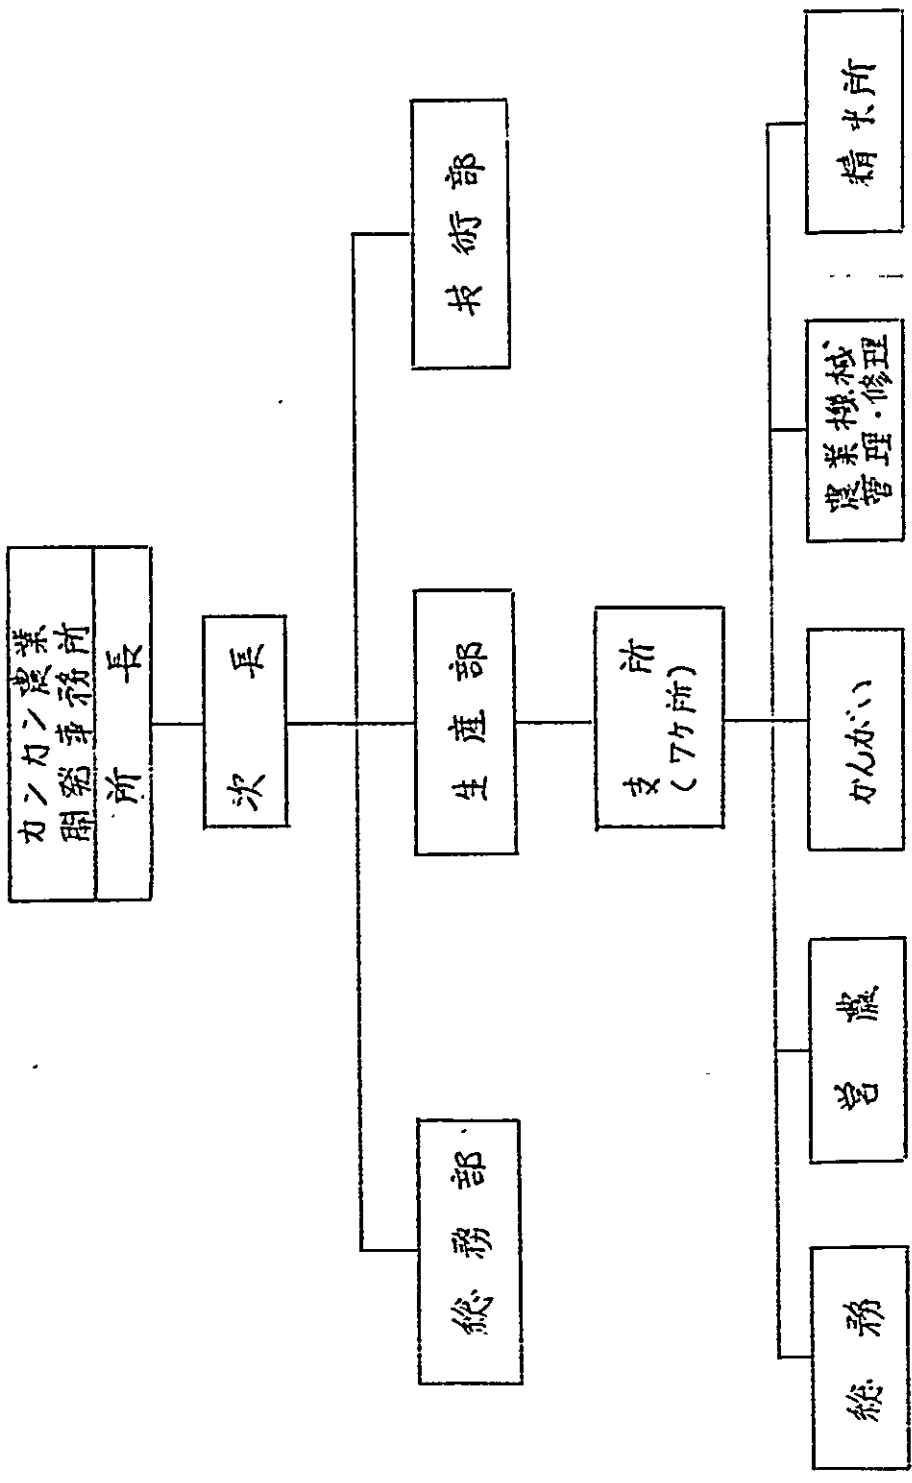 カンカン農業
開発事務所
所長
次長
総務部
生産部
技術部
支所
(7ヶ所)
総務
営農
かんがい
農業機械
管理・修理
精米所